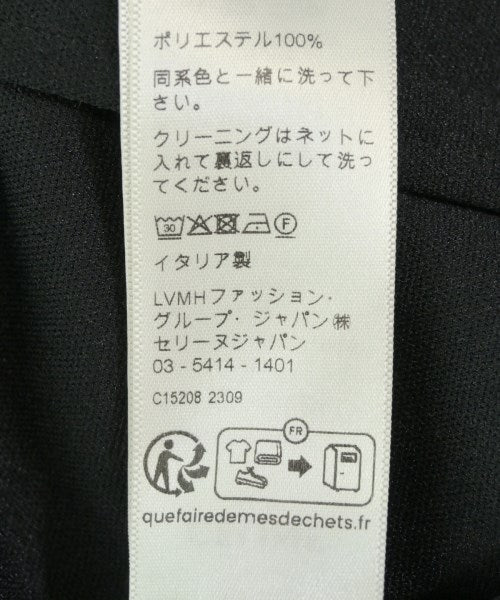 ポリエステル100%
同系色と一緒に洗って下
さい。
クリーニングはネットに
入れて裏返しにして洗っ
てください。
30 F
イタリア製
LVMHファッション・
グループ・ジャパン㈱
セリーヌジャパン
03 - 5414 - 1401
C15208 2309
FR
quefairedemesdechets.fr